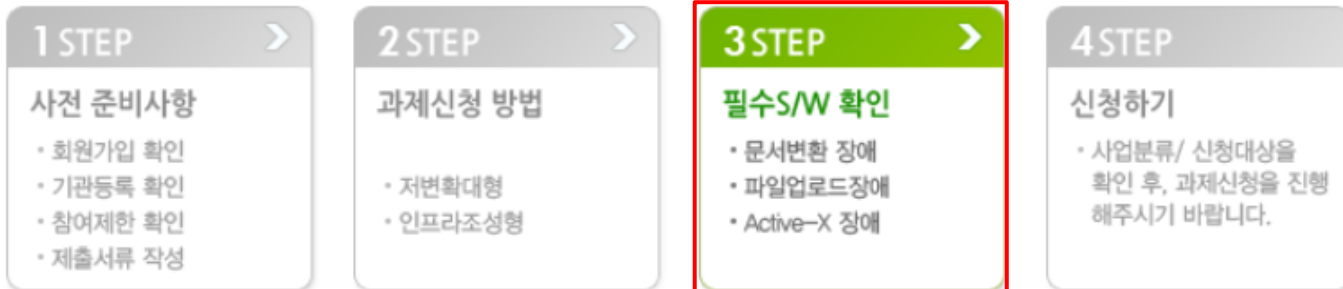 1 STEP
사전 준비사항
• 회원가입 확인
• 기관등록 확인
• 참여제한 확인
• 제출서류 작성
2 STEP
과제신청 방법
• 저변확대형
• 인프라조성형
3 STEP
필수S/W 확인
• 문서변환 장애
• 파일업로드장애
• Active-X 장애
4 STEP
신청하기
• 사업분류/ 신청대상을
확인 후, 과제신청을 진행
해주시기 바랍니다.